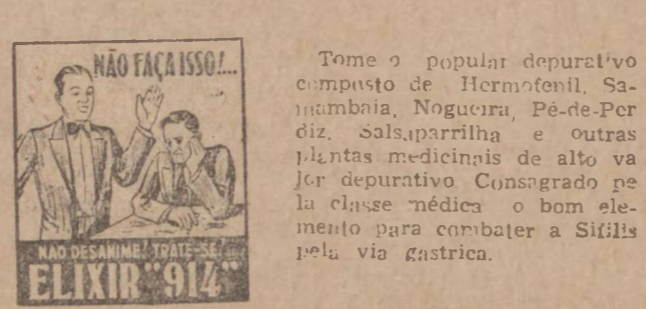 NÃO FAÇA ISSO!...
NÃO DESANIME! TRATE-SE!...
ELIXIR "914"
Tome o popular depurativo
composto de Hermofenil, Sa-
mambaia, Nogueira, Pé-de-Per
diz, Salsaparrilha e outras
plantas medicinais de alto va
lor depurativo Consagrado pe
la classe médica o bom ele-
mento para combater a Sifilis
pela via gastrica.